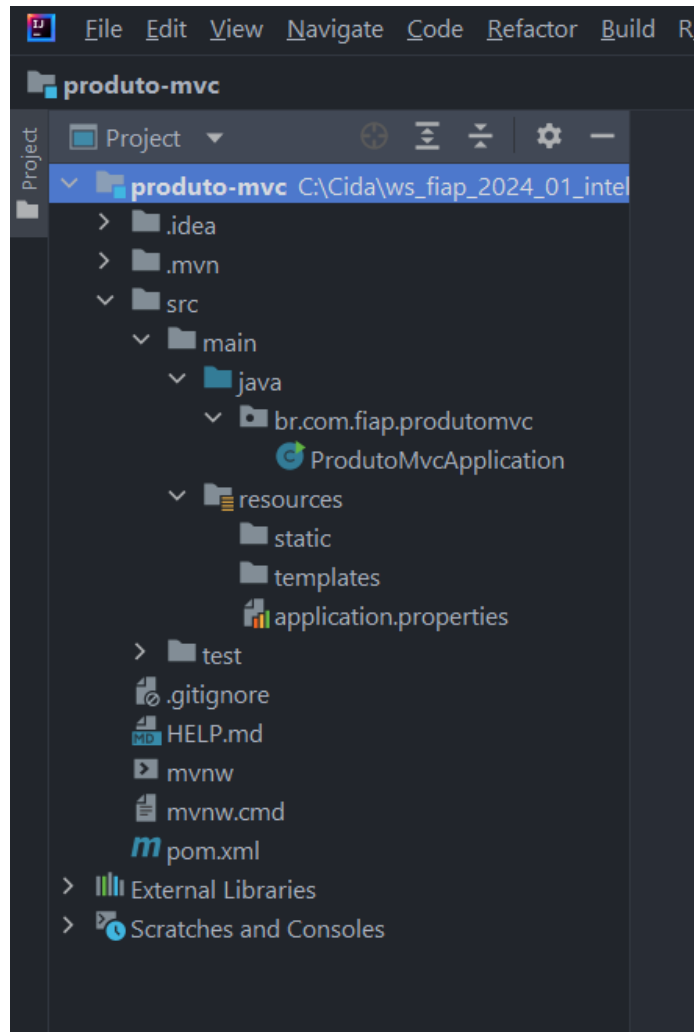 File Edit View Navigate Code Refactor Build R
produto-mvc
Project
Project
produto-mvc C:\Cida\ws_fiap_2024_01_intel
.idea
.mvn
src
main
java
br.com.fiap.produtomvc
ProdutoMvcApplication
resources
static
templates
application.properties
test
.gitignore
HELP.md
mvnw
mvnw.cmd
pom.xml
External Libraries
Scratches and Consoles